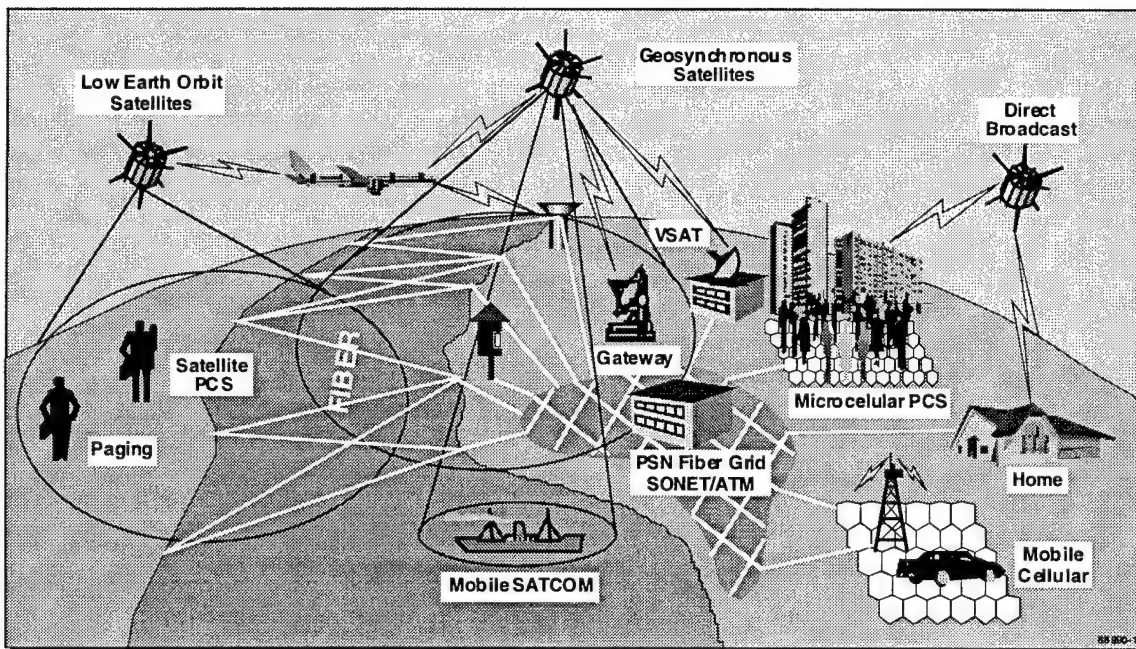 Geosynchronous
Satellites
Low Earth Orbit
Satellites
Direct
Broadcast
VSAT
Satellite
PCS
FIBER
Gateway
Microcelular PCS
Paging
PSN Fiber Grid
SONET/ATM
Home
Mobile SATCOM
Mobile
Cellular